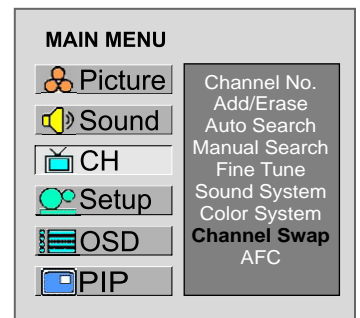 MAIN MENU
Picture
Sound
CH
Setup
OSD
PIP
Channel No.
Add/Erase
Auto Search
Manual Search
Fine Tune
Sound System
Color System
Channel Swap
AFC